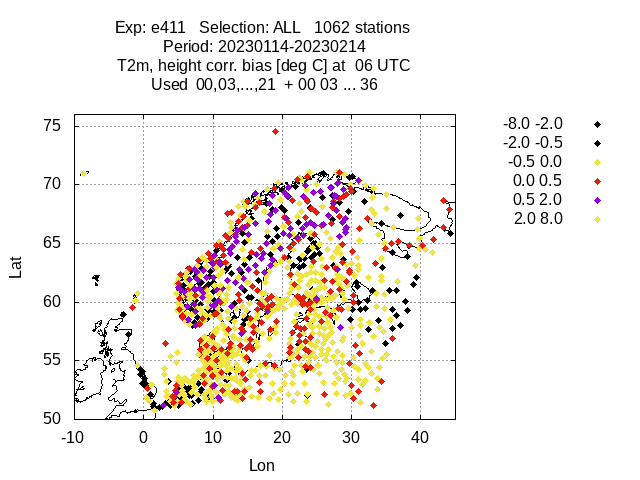 Exp: e411 Selection: ALL 1062 stations
Period: 20230114-20230214
T2m, height corr. bias [deg C] at 06 UTC
Used 00,03,...,21 + 00 03 ... 36
-8.0 -2.0
-2.0 -0.5
-0.5 0.0
0.0 0.5
0.5 2.0
2.0 8.0
75
70
65
60
55
50
Lat
-10 0 10 20 30 40
Lon